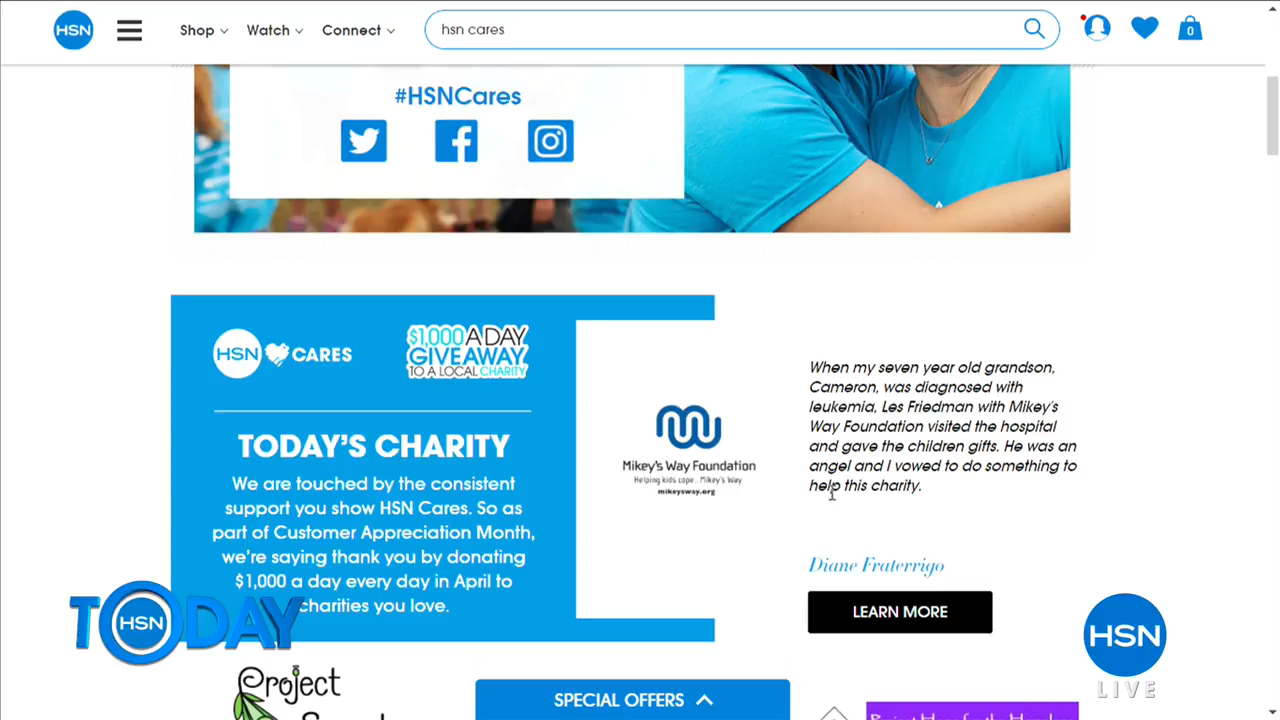 HSN
Shop
Watch
Connect
hsn cares
0
#HSNCares
HSN CARES
$1,000 A DAY
GIVEAWAY
TO A LOCAL CHARITY
TODAY'S CHARITY
We are touched by the consistent
support you show HSN Cares. So as
part of Customer Appreciation Month,
we're saying thank you by donating
$1,000 a day every day in April to
charities you love.
Mikey's Way Foundation
Helping kids cope. Mikey's Way
mikeysway.org
When my seven year old grandson,
Cameron, was diagnosed with
leukemia, Les Friedman with Mikey's
Way Foundation visited the hospital
and gave the children gifts. He was an
angel and I vowed to do something to
help this charity.
Diane Fraterrigo
LEARN MORE
TODAY
HSN
HSN
LIVE
Project
SPECIAL OFFERS